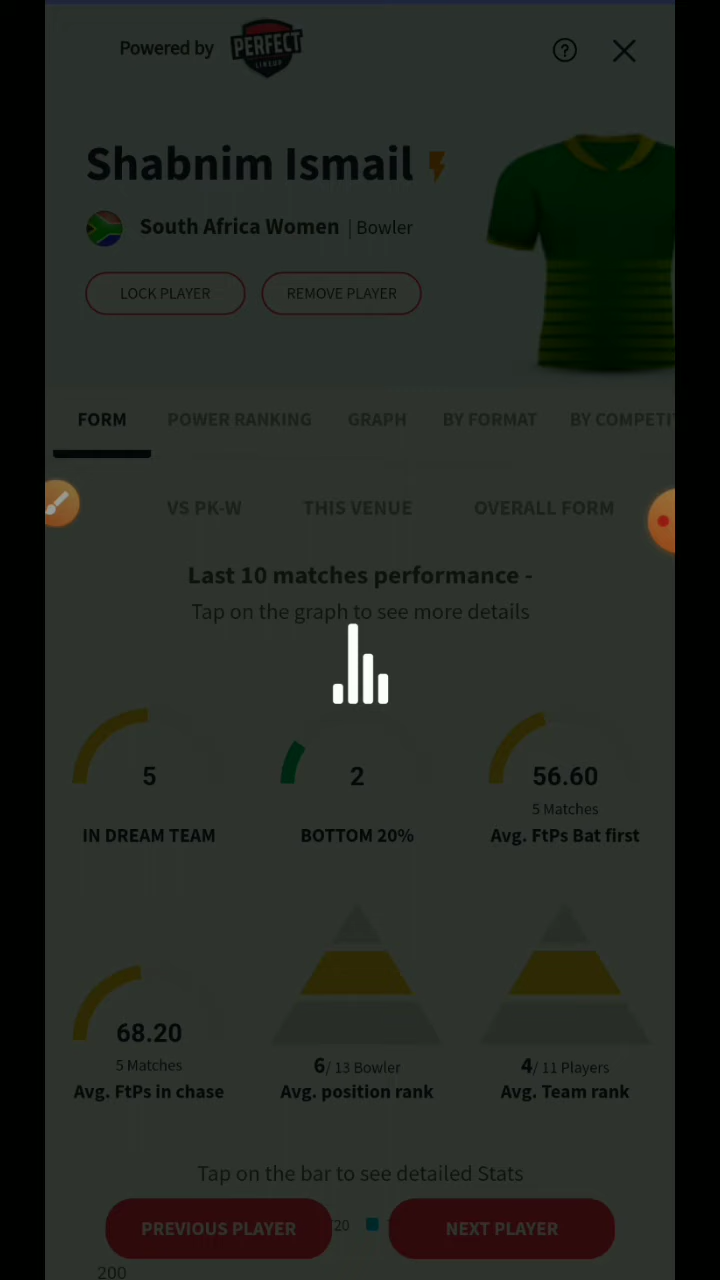 Powered by PERFECT LINEUP
Shabnim Ismail
South Africa Women | Bowler
LOCK PLAYER REMOVE PLAYER
FORM POWER RANKING GRAPH BY FORMAT BY COMPETI
VS PK-W THIS VENUE OVERALL FORM
Last 10 matches performance -
Tap on the graph to see more details
5 2 56.60
5 Matches
IN DREAM TEAM BOTTOM 20% Avg. FtPs Bat first
68.20
5 Matches 6/ 13 Bowler 4/ 11 Players
Avg. FtPs in chase Avg. position rank Avg. Team rank
Tap on the bar to see detailed Stats
PREVIOUS PLAYER 20 NEXT PLAYER
200